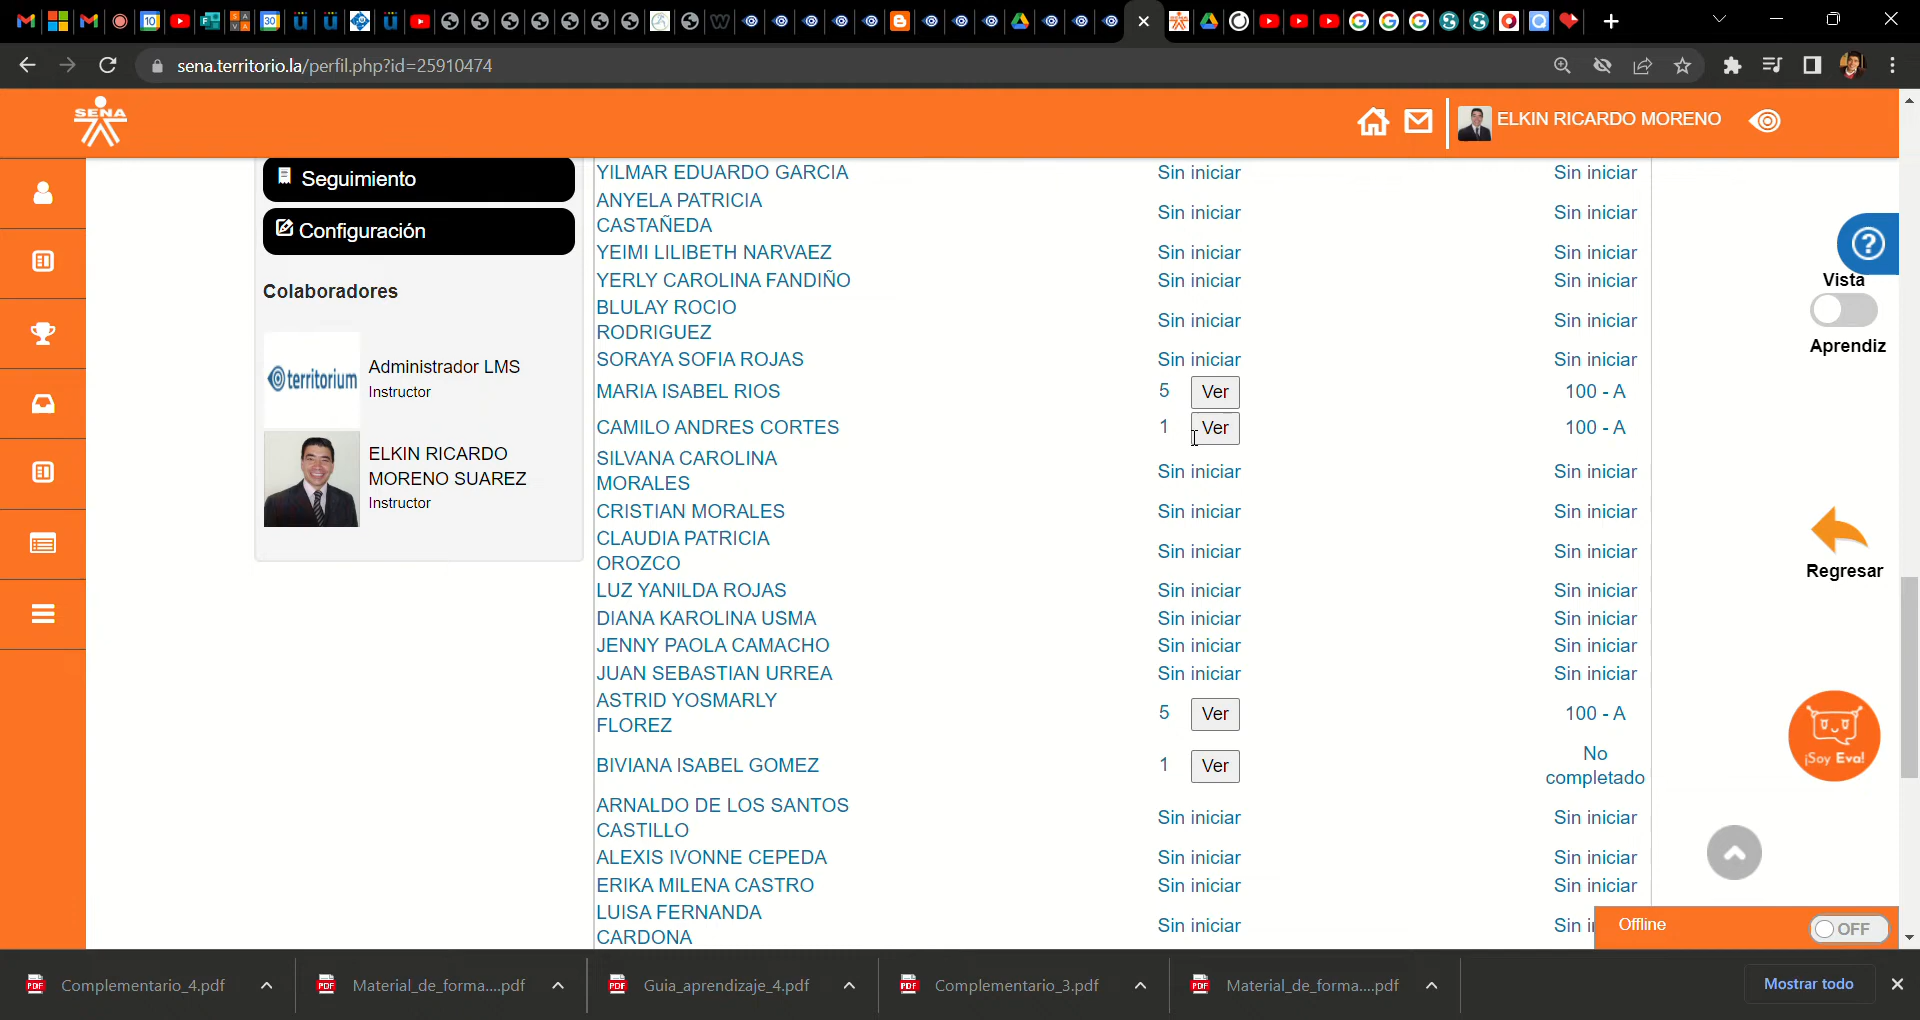 sena.territorio.la/perfil.php?id=25910474
SENA
ELKIN RICARDO MORENO
Seguimiento
Configuración
Colaboradores
territorium
Administrador LMS
Instructor
ELKIN RICARDO
MORENO SUAREZ
Instructor
YILMAR EDUARDO GARCIA Sin iniciar Sin iniciar
ANYELA PATRICIA
CASTAÑEDA Sin iniciar Sin iniciar
YEIMI LILIBETH NARVAEZ Sin iniciar Sin iniciar
YERLY CAROLINA FANDIÑO Sin iniciar Sin iniciar
BLULAY ROCIO
RODRIGUEZ Sin iniciar Sin iniciar
SORAYA SOFIA ROJAS Sin iniciar Sin iniciar
MARIA ISABEL RIOS 5 Ver 100 - A
CAMILO ANDRES CORTES 1 Ver 100 - A
SILVANA CAROLINA
MORALES Sin iniciar Sin iniciar
CRISTIAN MORALES Sin iniciar Sin iniciar
CLAUDIA PATRICIA
OROZCO Sin iniciar Sin iniciar
LUZ YANILDA ROJAS Sin iniciar Sin iniciar
DIANA KAROLINA USMA Sin iniciar Sin iniciar
JENNY PAOLA CAMACHO Sin iniciar Sin iniciar
JUAN SEBASTIAN URREA Sin iniciar Sin iniciar
ASTRID YOSMARLY
FLOREZ 5 Ver 100 - A
BIVIANA ISABEL GOMEZ 1 Ver No
completado
ARNALDO DE LOS SANTOS
CASTILLO Sin iniciar Sin iniciar
ALEXIS IVONNE CEPEDA Sin iniciar Sin iniciar
ERIKA MILENA CASTRO Sin iniciar Sin iniciar
LUISA FERNANDA
CARDONA Sin iniciar Sin
Vista
Aprendiz
Regresar
¡Soy Eva!
Offline OFF
Complementario_4.pdf
Material_de_forma....pdf
Guia_aprendizaje_4.pdf
Complementario_3.pdf
Material_de_forma....pdf
Mostrar todo